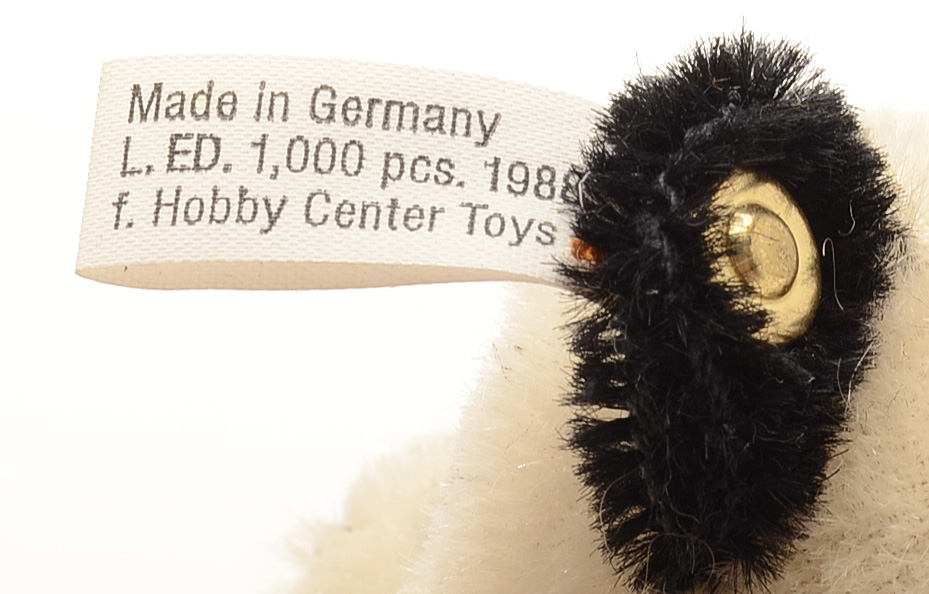 Made in Germany
L. ED. 1,000 pcs. 1988
f. Hobby Center Toys